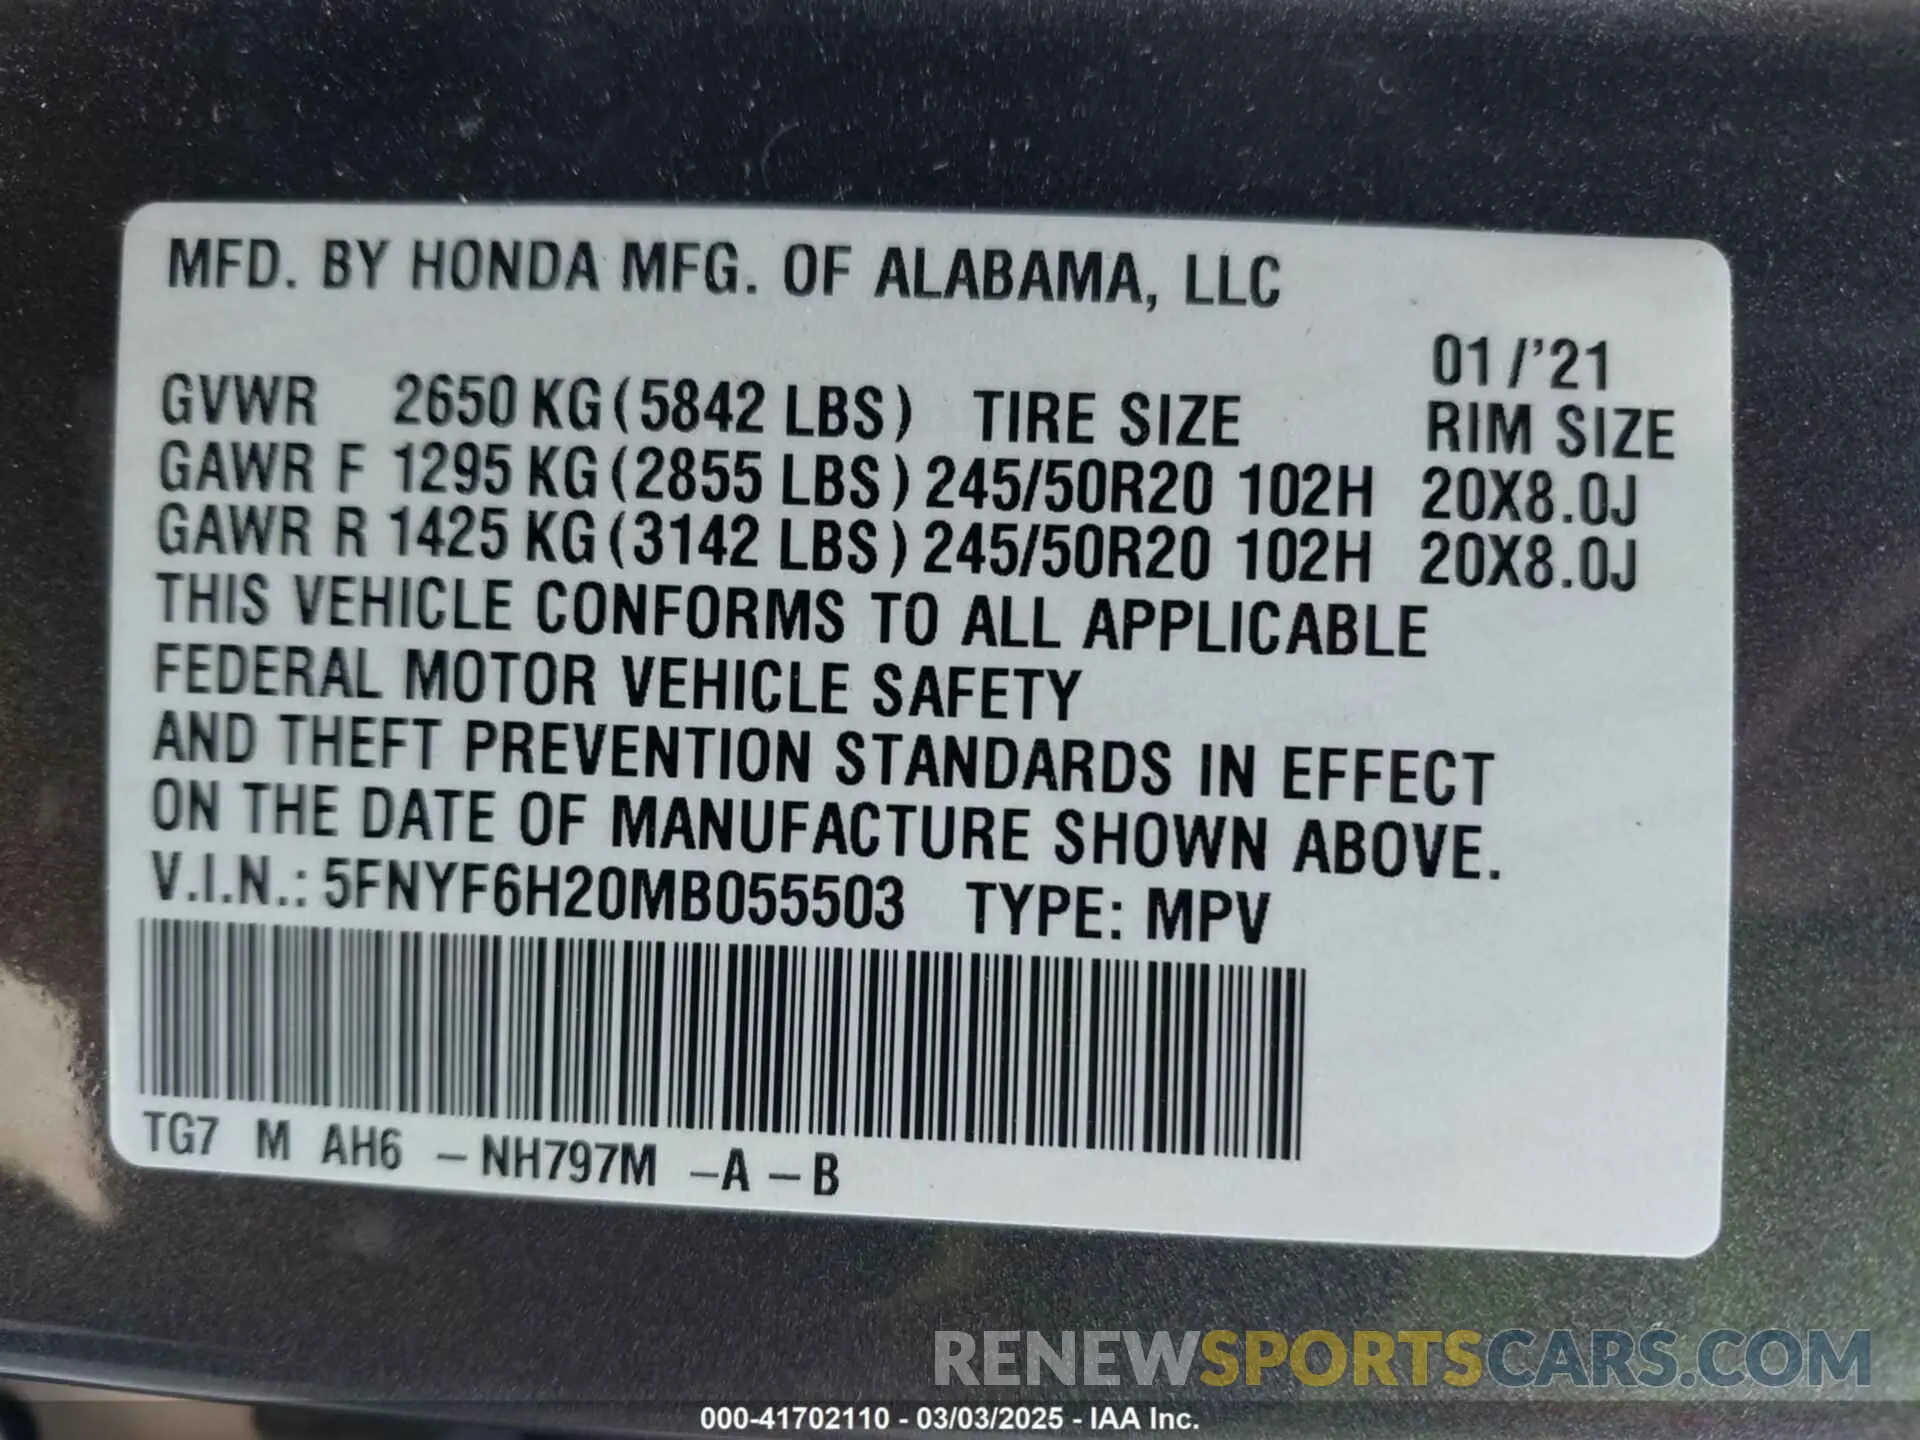 MFD. BY HONDA MFG. OF ALABAMA, LLC
01/'21
GVWR 2650 KG (5842 LBS) TIRE SIZE RIM SIZE
GAWR F 1295 KG (2855 LBS) 245/50R20 102H 20X8.0J
GAWR R 1425 KG (3142 LBS) 245/50R20 102H 20X8.0J
THIS VEHICLE CONFORMS TO ALL APPLICABLE
FEDERAL MOTOR VEHICLE SAFETY
AND THEFT PREVENTION STANDARDS IN EFFECT
ON THE DATE OF MANUFACTURE SHOWN ABOVE.
V.I.N.: 5FNYF6H20MB055503 TYPE: MPV
TG7 M AH6 –NH797M –A –B
RENEWSPORTSCARS.COM
000-41702110 - 03/03/2025 - IAA Inc.